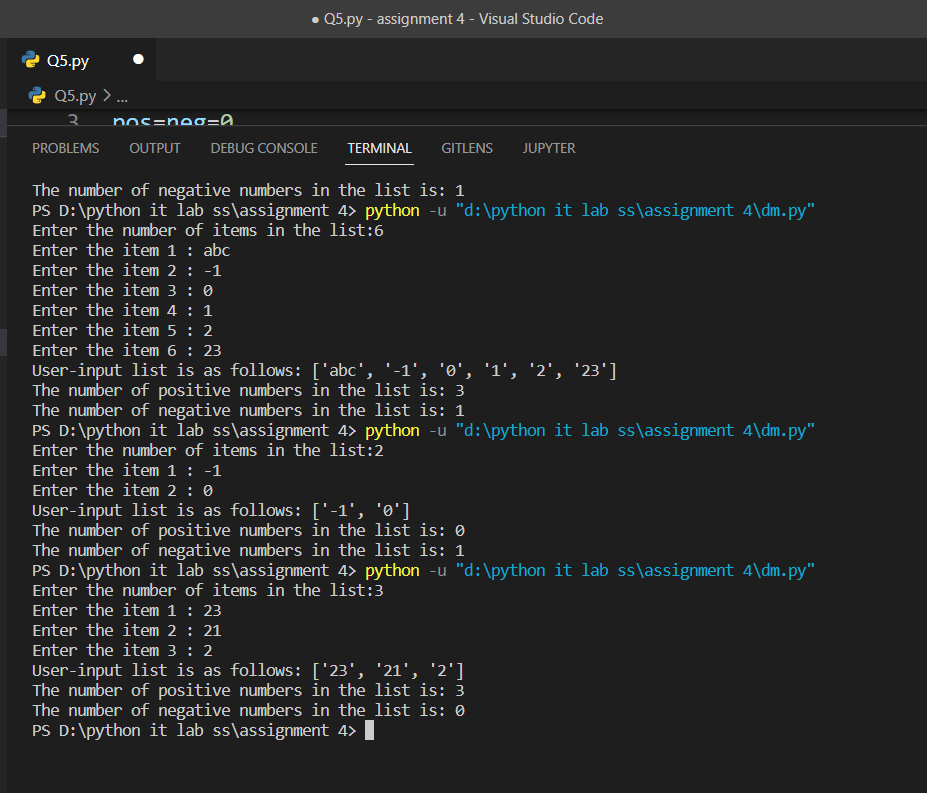 ● Q5.py - assignment 4 - Visual Studio Code
Q5.py ●
Q5.py > ...
3 pos=neg=0
PROBLEMS OUTPUT DEBUG CONSOLE TERMINAL GITLENS JUPYTER
The number of negative numbers in the list is: 1
PS D:\python it lab ss\assignment 4> python -u "d:\python it lab ss\assignment 4\dm.py"
Enter the number of items in the list:6
Enter the item 1 : abc
Enter the item 2 : -1
Enter the item 3 : 0
Enter the item 4 : 1
Enter the item 5 : 2
Enter the item 6 : 23
User-input list is as follows: ['abc', '-1', '0', '1', '2', '23']
The number of positive numbers in the list is: 3
The number of negative numbers in the list is: 1
PS D:\python it lab ss\assignment 4> python -u "d:\python it lab ss\assignment 4\dm.py"
Enter the number of items in the list:2
Enter the item 1 : -1
Enter the item 2 : 0
User-input list is as follows: ['-1', '0']
The number of positive numbers in the list is: 0
The number of negative numbers in the list is: 1
PS D:\python it lab ss\assignment 4> python -u "d:\python it lab ss\assignment 4\dm.py"
Enter the number of items in the list:3
Enter the item 1 : 23
Enter the item 2 : 21
Enter the item 3 : 2
User-input list is as follows: ['23', '21', '2']
The number of positive numbers in the list is: 3
The number of negative numbers in the list is: 0
PS D:\python it lab ss\assignment 4>